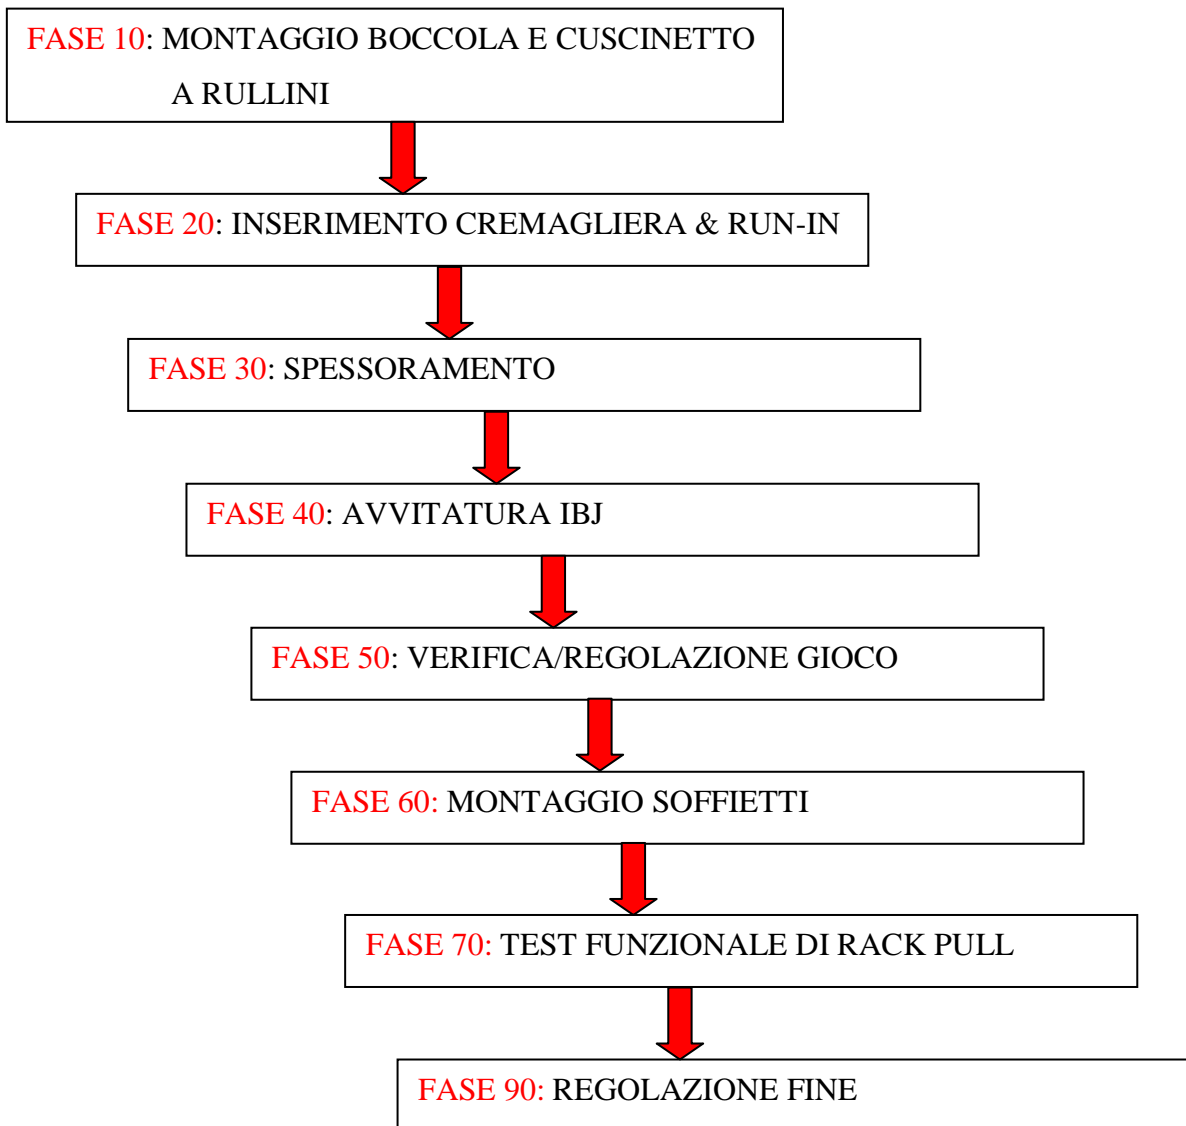 FASE 10: MONTAGGIO BOCCOLA E CUSCINETTO
A RULLINI
FASE 20: INSERIMENTO CREMAGLIERA & RUN-IN
FASE 30: SPESSORAMENTO
FASE 40: AVVITATURA IBJ
FASE 50: VERIFICA/REGOLAZIONE GIOCO
FASE 60: MONTAGGIO SOFFIETTI
FASE 70: TEST FUNZIONALE DI RACK PULL
FASE 90: REGOLAZIONE FINE